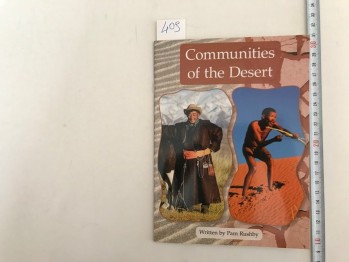 405
Communities
of the Desert
Written by Pam Rushby